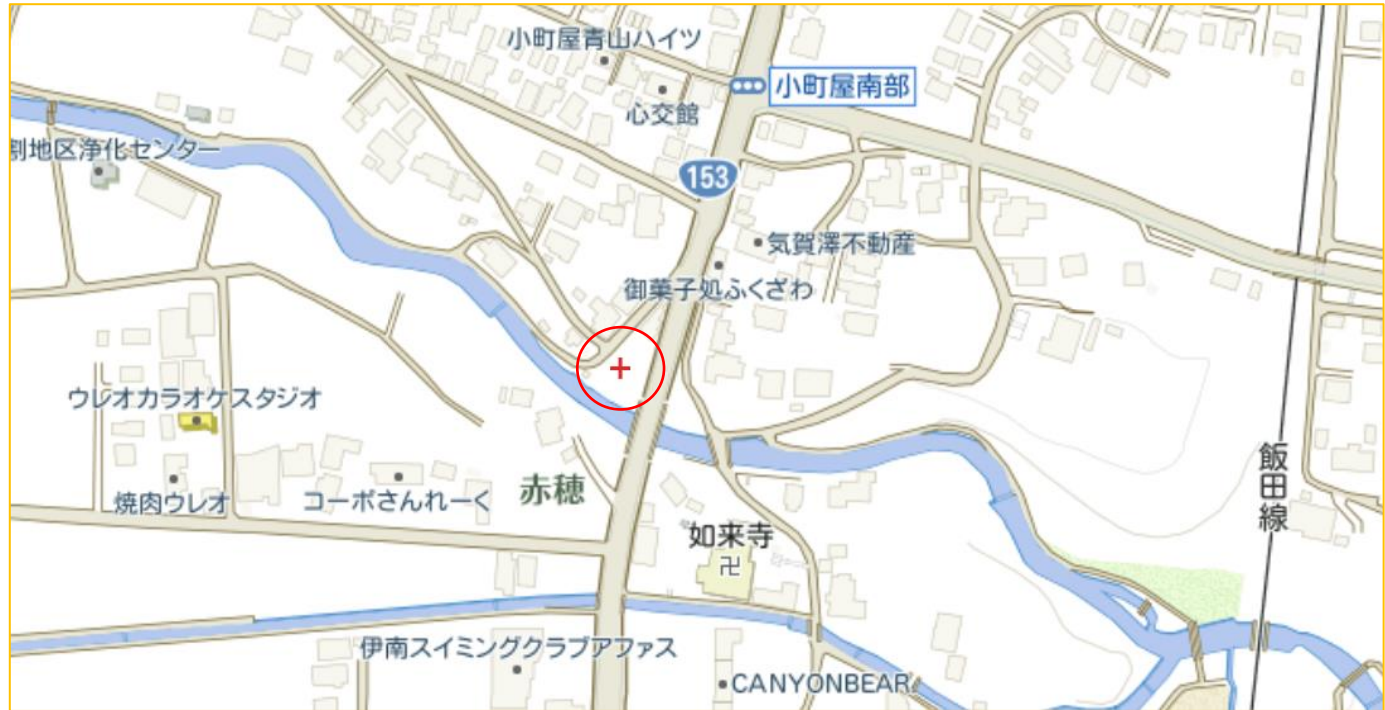 小町屋青山ハイツ
小町屋南部
心交館
割地区浄化センター
153
気賀澤不動産
御菓子処ふくざわ
ウレオカラオケスタジオ
焼肉ウレオ
コーポさんれーく
赤穂
飯田線
如来寺
伊南スイミングクラブアファス
CANYONBEAR